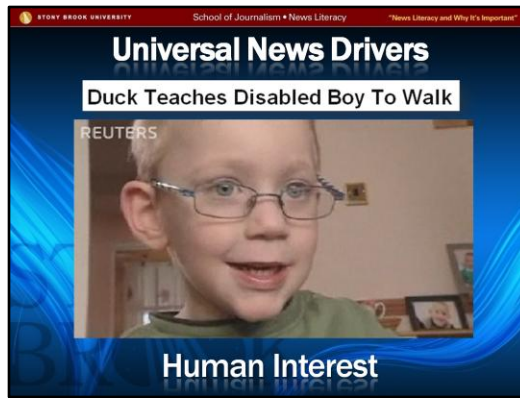 STONY BROOK UNIVERSITY School of Journalism • News Literacy "News Literacy and Why It's Important"
Universal News Drivers
Duck Teaches Disabled Boy To Walk
REUTERS
Human Interest